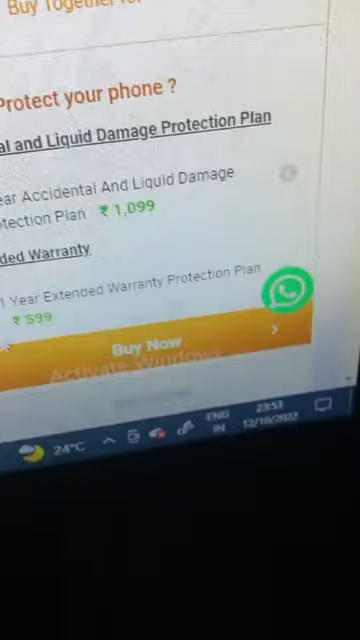 Buy Together
Protect your phone ?
al and Liquid Damage Protection Plan
ear Accidental And Liquid Damage
otection Plan ₹ 1,099
ded Warranty
1 Year Extended Warranty Protection Plan
₹ 599
Buy Now
Activate Windows
24°C
ENG
IN
23:53
12/10/2022